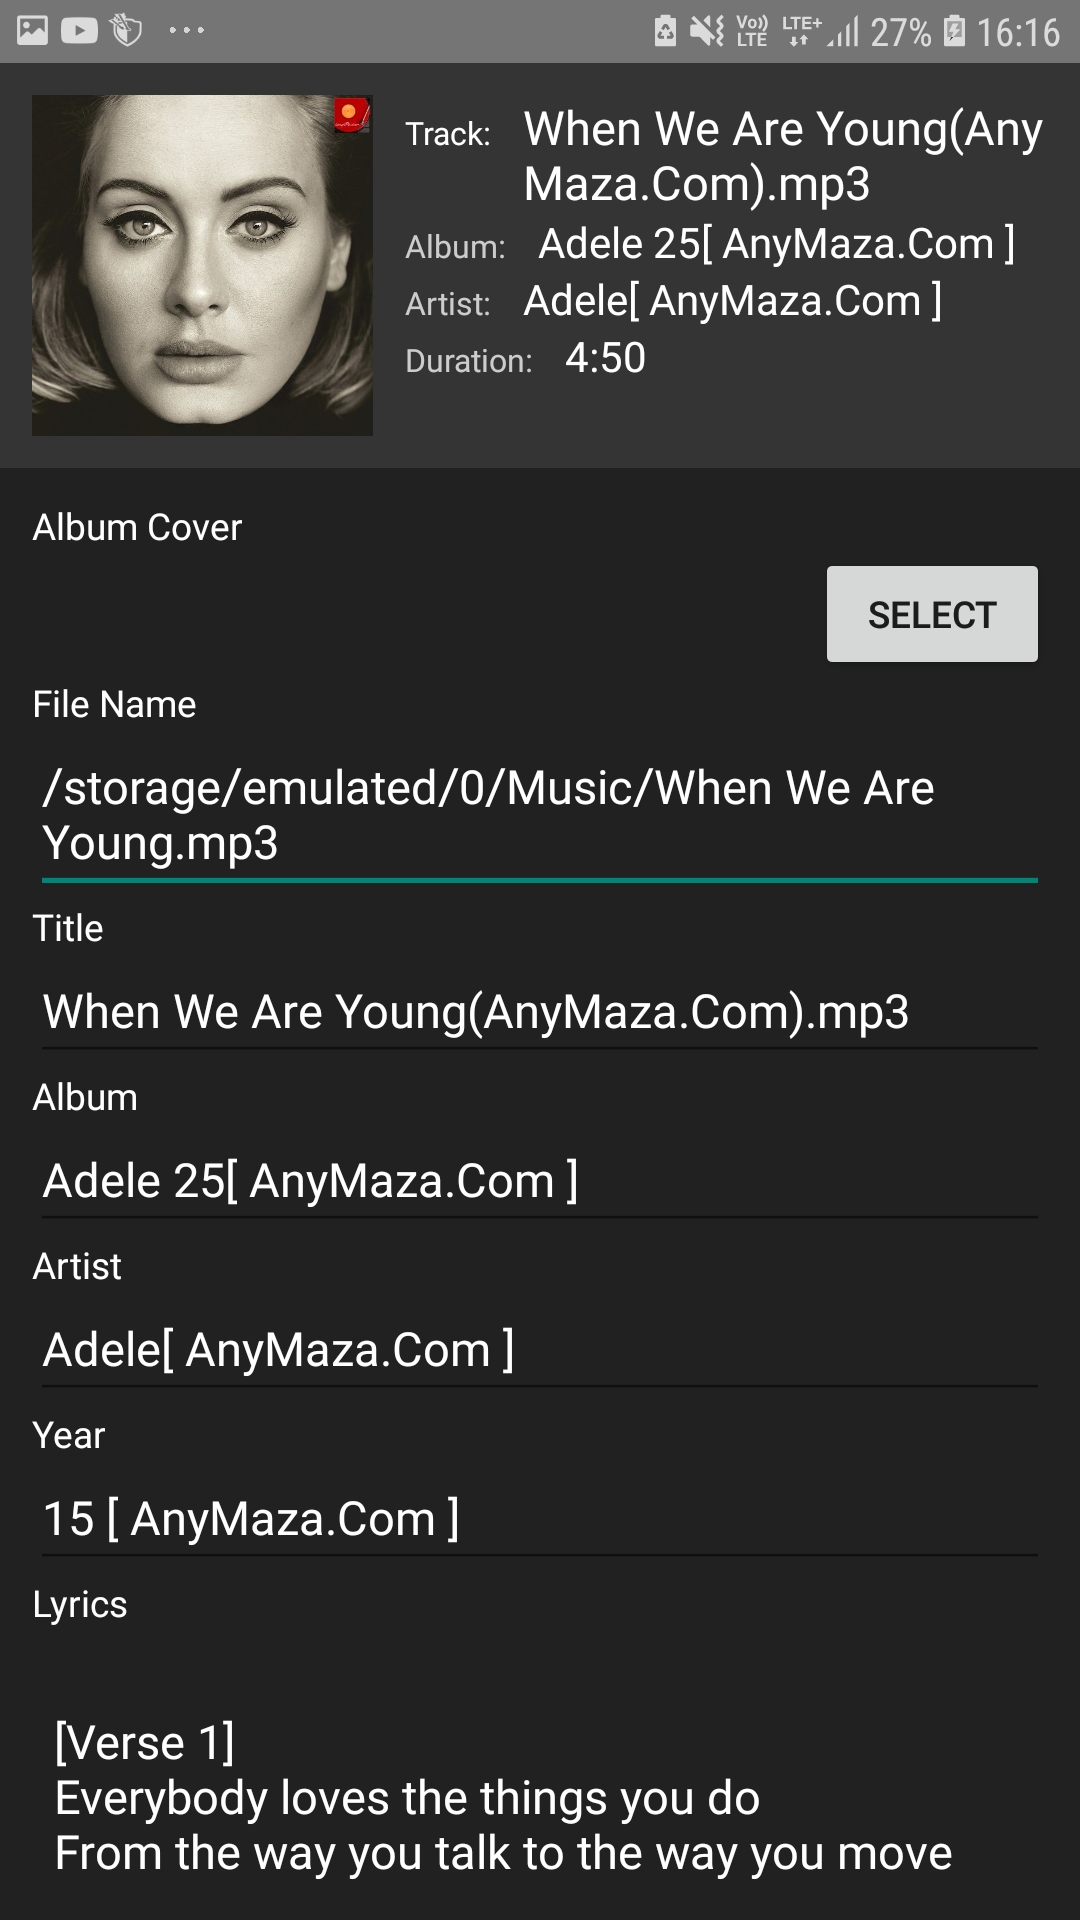 Vo)) LTE LTE+ 27% 16:16
Track: When We Are Young(Any
Maza.Com).mp3
Album: Adele 25[ AnyMaza.Com ]
Artist: Adele[ AnyMaza.Com ]
Duration: 4:50
Album Cover
SELECT
File Name
/storage/emulated/0/Music/When We Are
Young.mp3
Title
When We Are Young(AnyMaza.Com).mp3
Album
Adele 25[ AnyMaza.Com ]
Artist
Adele[ AnyMaza.Com ]
Year
15 [ AnyMaza.Com ]
Lyrics
[Verse 1]
Everybody loves the things you do
From the way you talk to the way you move